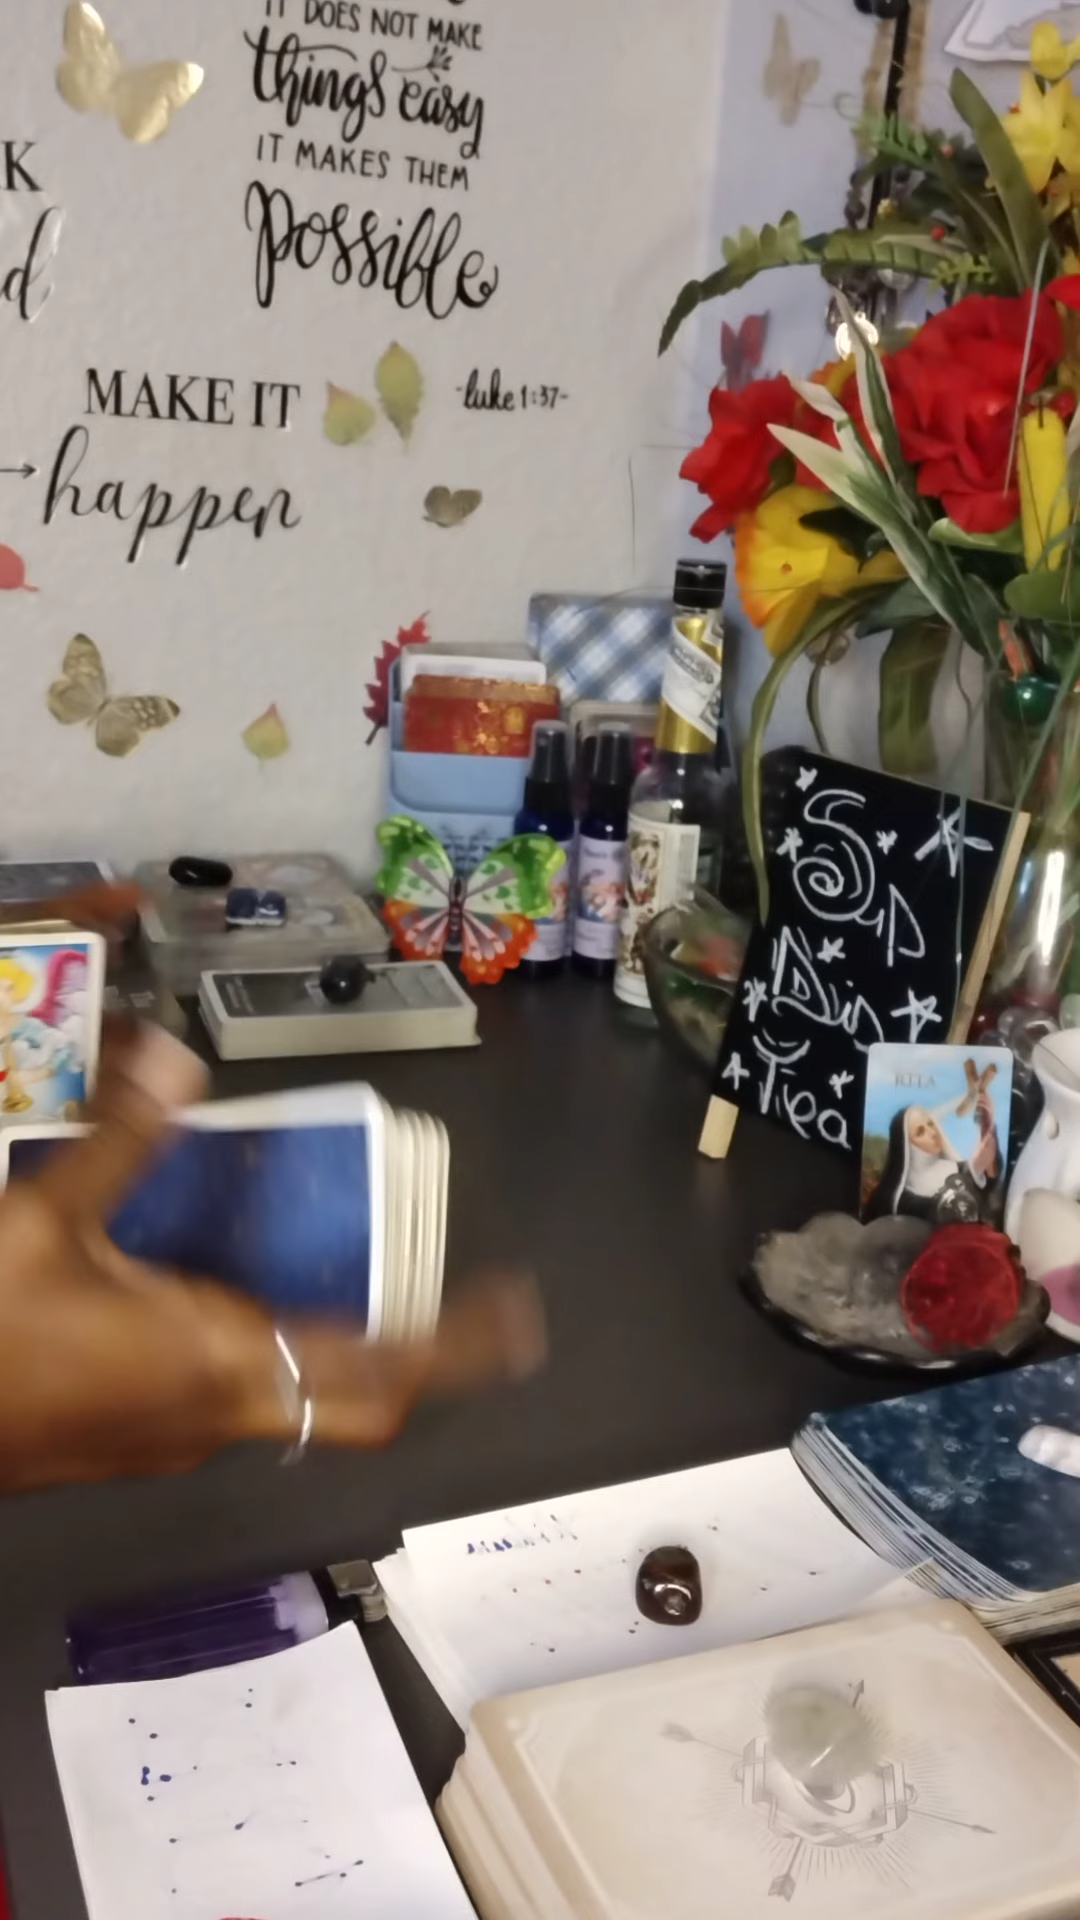 IT DOES NOT MAKE
things easy
IT MAKES THEM
possible
K
d
MAKE IT
happen
-luke 1:37-
Sup
Dis
Tea
RITA